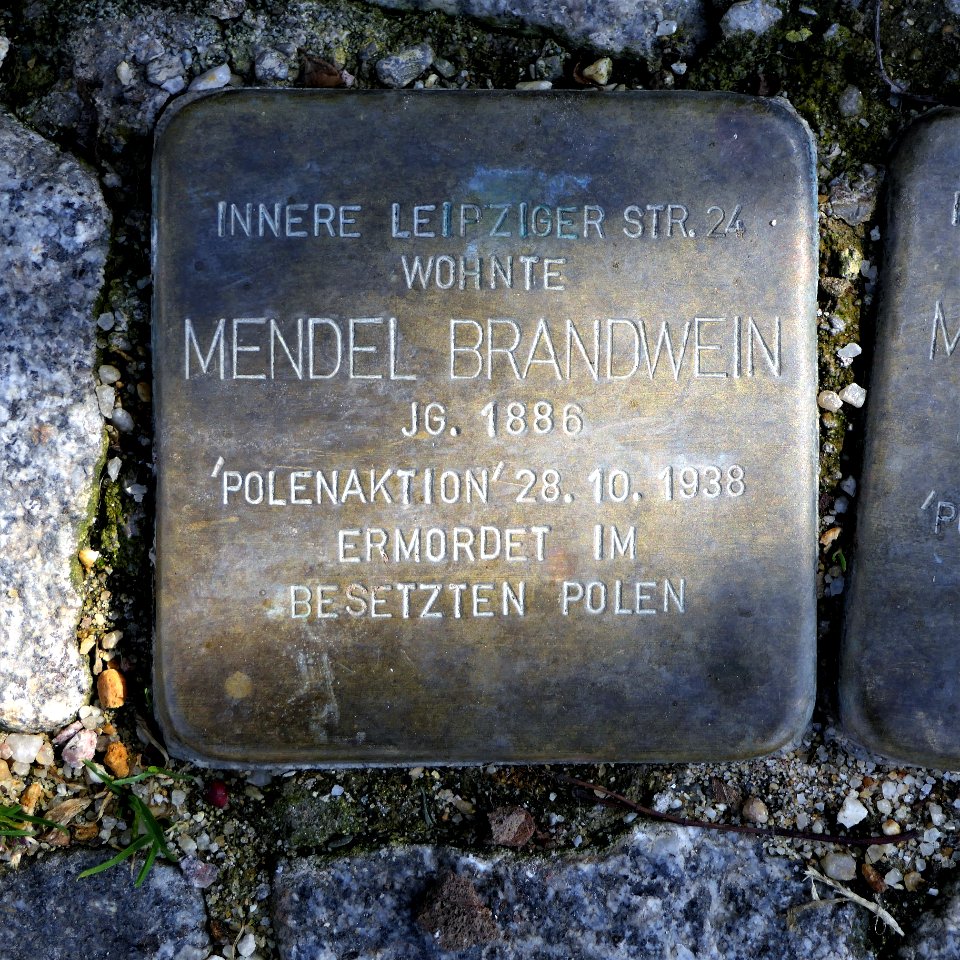 INNERE LEIPZIGER STR. 24
WOHNTE
MENDEL BRANDWEIN
JG. 1886
'POLENAKTION' 28. 10. 1938
ERMORDET IM
BESETZTEN POLEN